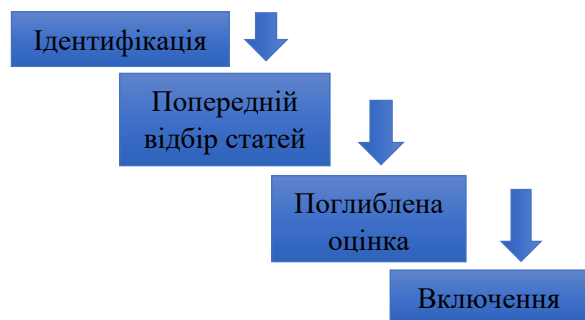 Ідентифікація
Попередній
відбір статей
Поглиблена
оцінка
Включення